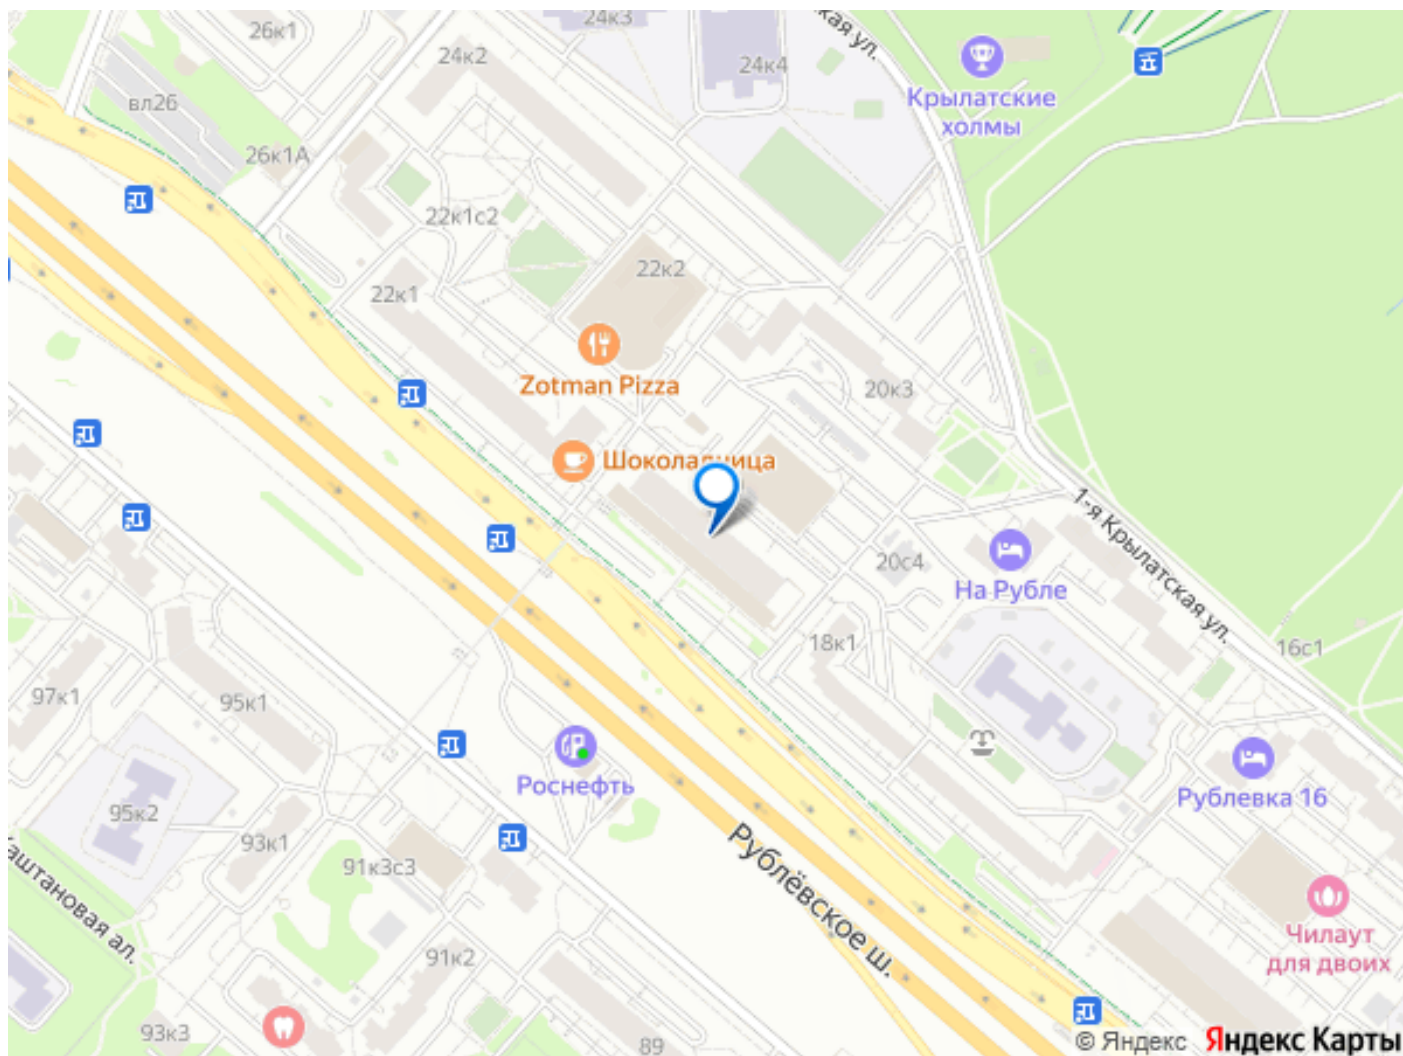 24к3
26к1
кая ул.
24к2
24к4
Крылатские
холмы
вл26
26к1А
22к1с2
22к2
22к1
Zotman Pizza
20к3
Шоколадница
1-я Крылатская ул.
20с4
На Рубле
18к1
16с1
97к1
95к1
Роснефть
Рублевка 16
95к2
93к1
91к3с3
Рублёвское ш.
аштановая ал.
Чилаут
для двоих
91к2
93к3
89
© Яндекс Яндекс Карты